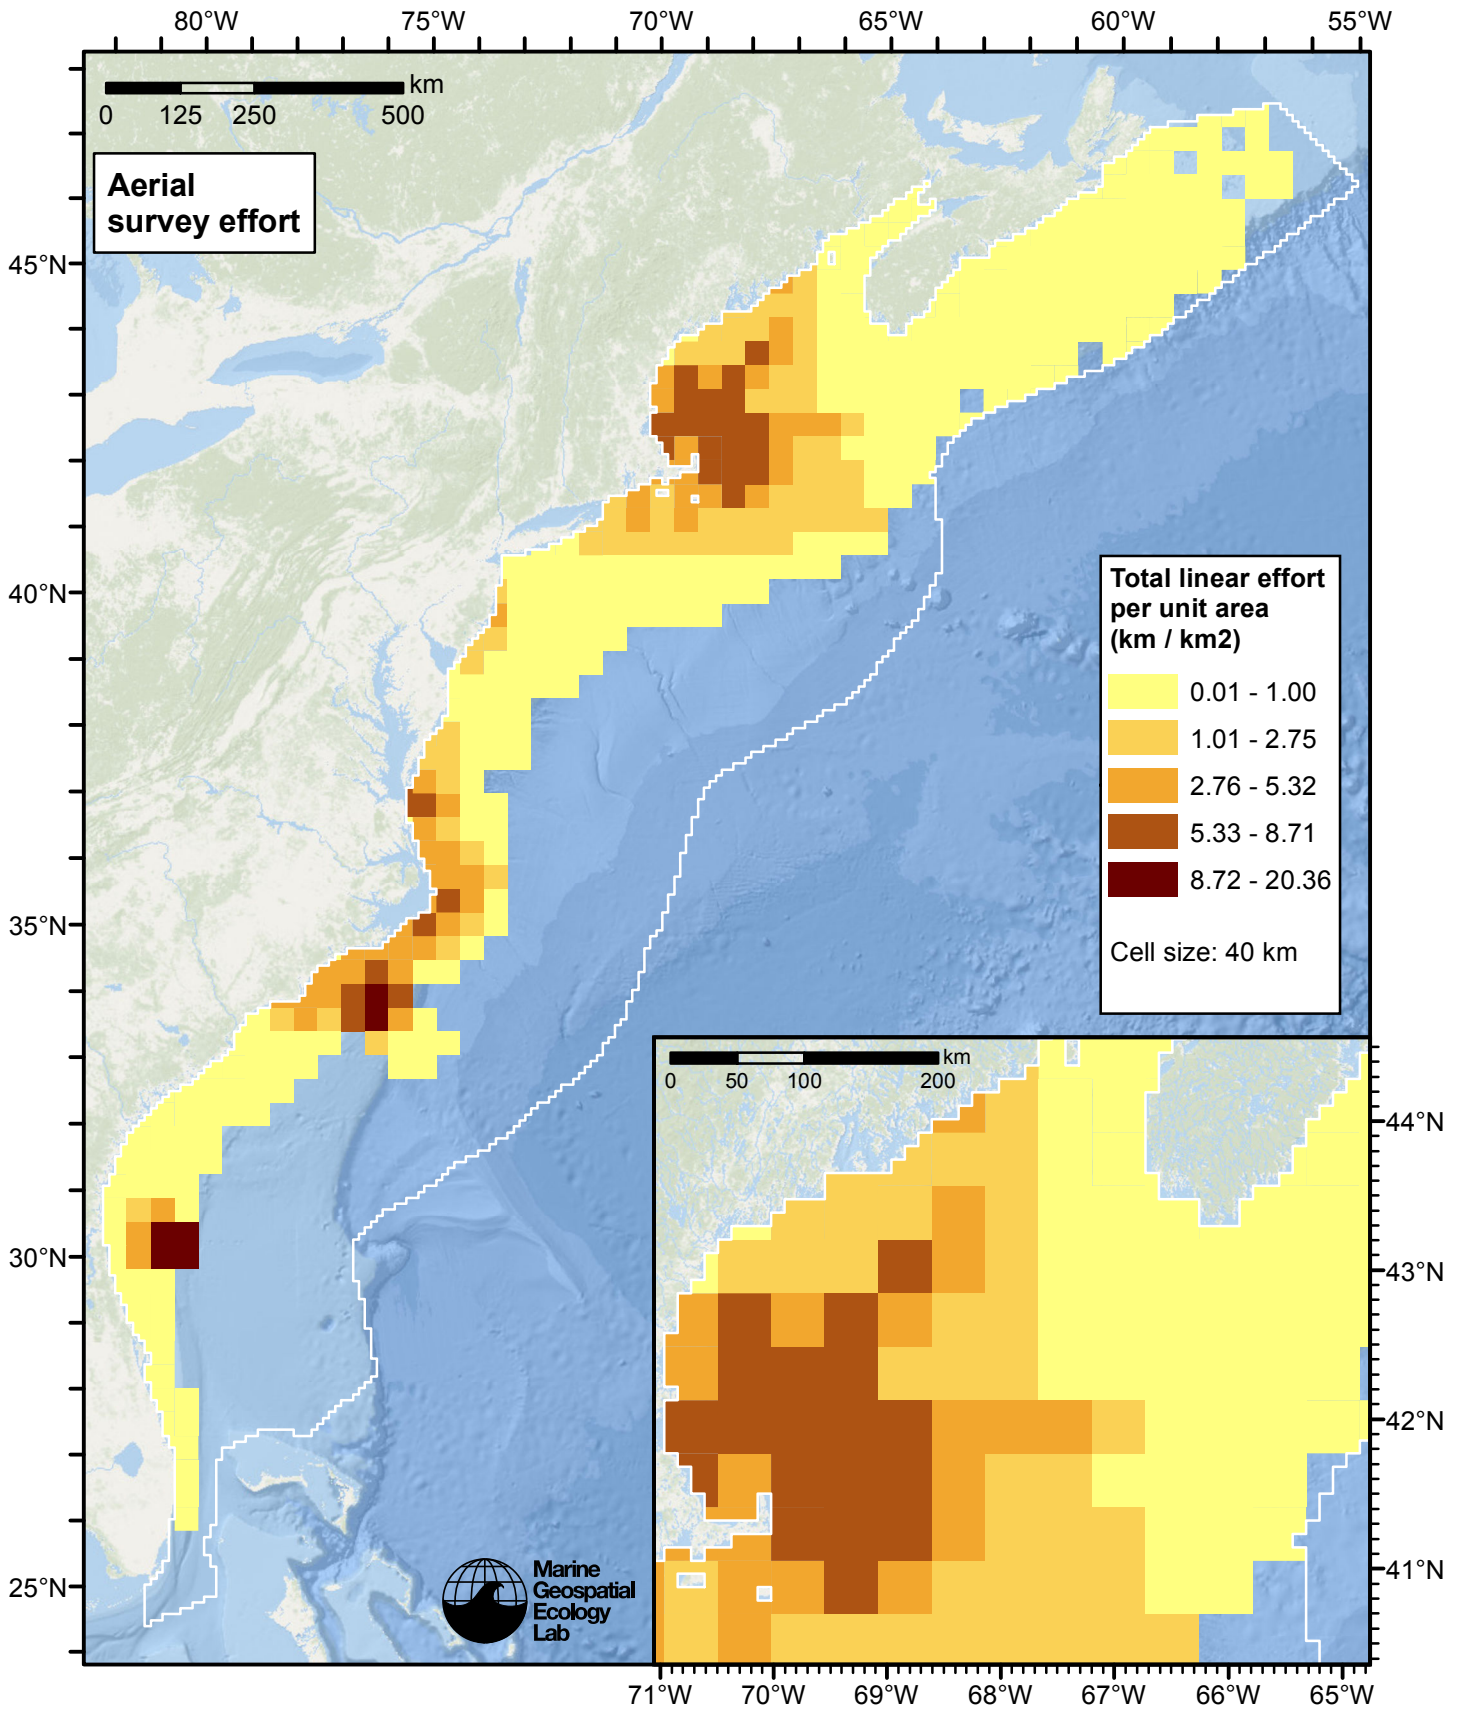 80°W 75°W 70°W 65°W 60°W 55°W
km
0 125 250 500
Aerial
survey effort
45°N
40°N
35°N
30°N
25°N
Total linear effort
per unit area
(km / km2)
0.01 - 1.00
1.01 - 2.75
2.76 - 5.32
5.33 - 8.71
8.72 - 20.36
Cell size: 40 km
km
0 50 100 200
44°N
43°N
42°N
41°N
Marine
Geospatial
Ecology
Lab
71°W 70°W 69°W 68°W 67°W 66°W 65°W